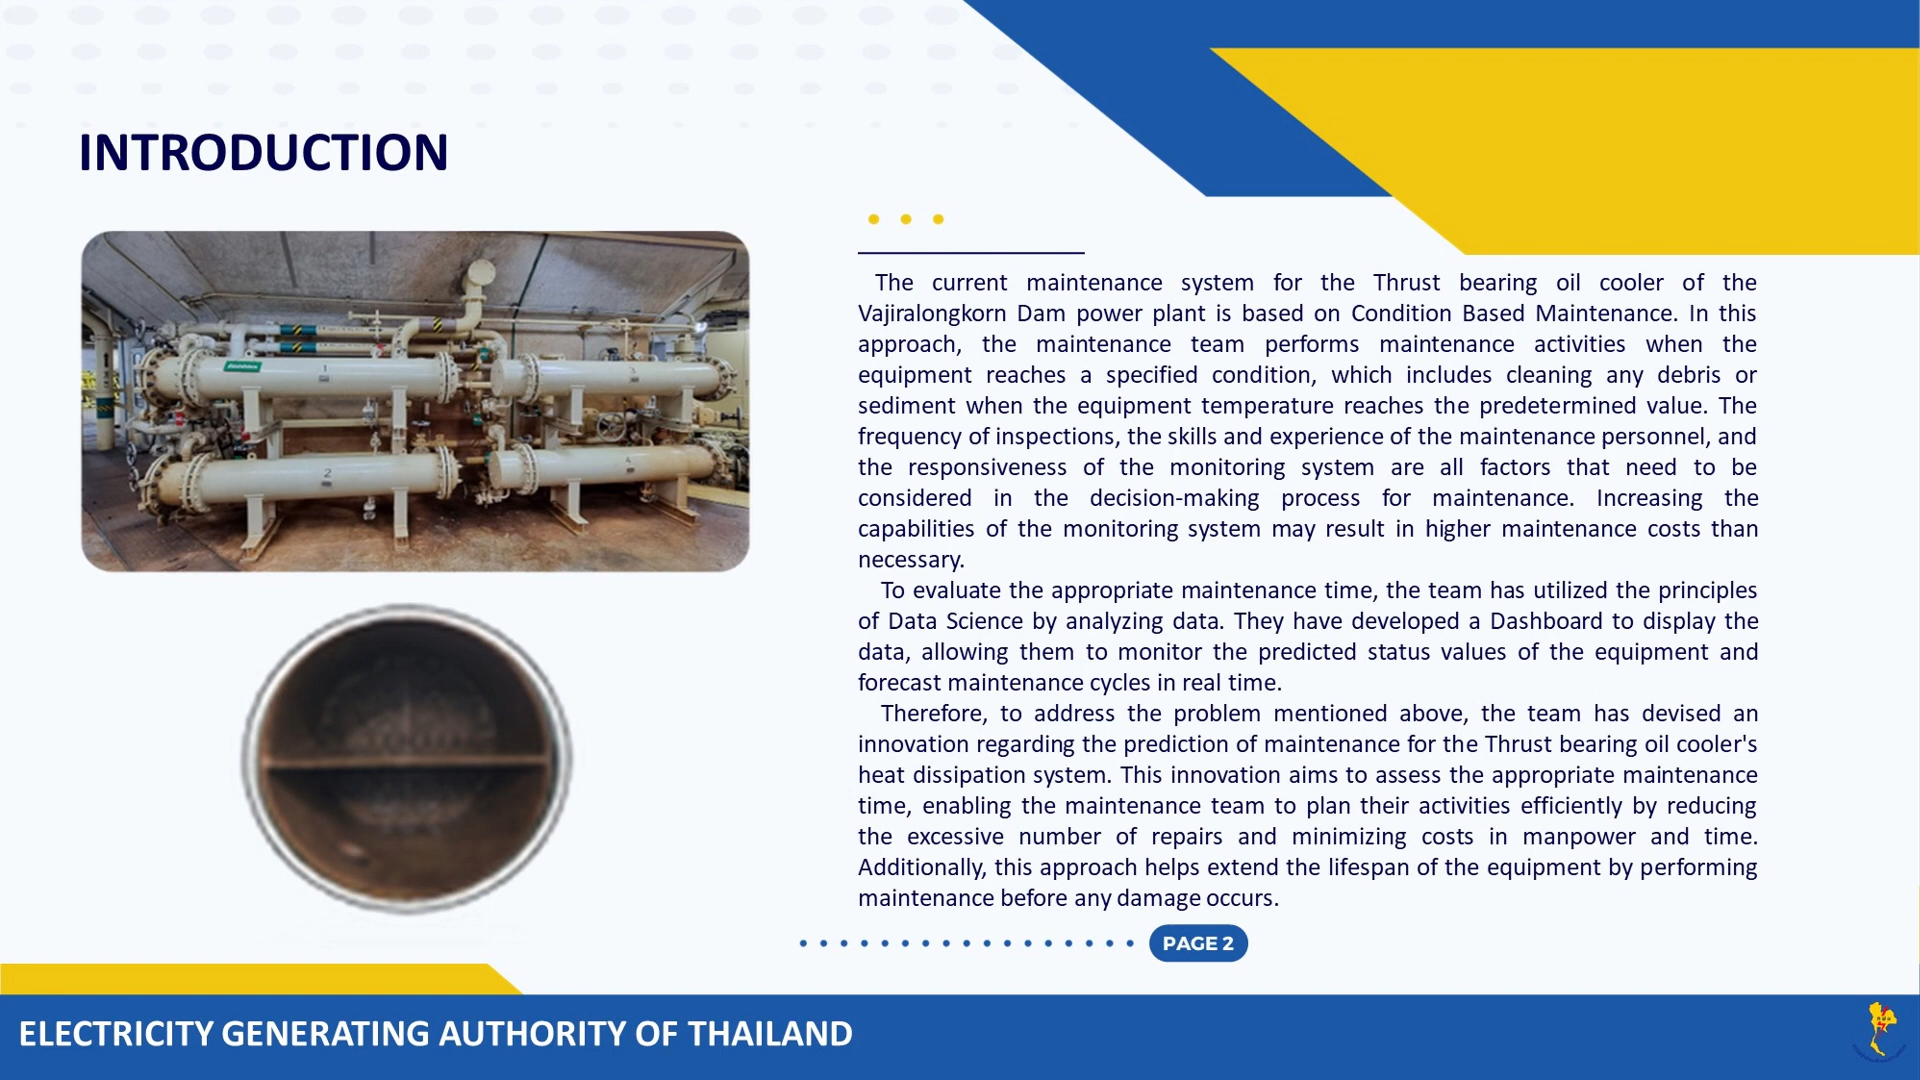 INTRODUCTION
1
2
3
4
The current maintenance system for the Thrust bearing oil cooler of the
Vajiralongkorn Dam power plant is based on Condition Based Maintenance. In this
approach, the maintenance team performs maintenance activities when the
equipment reaches a specified condition, which includes cleaning any debris or
sediment when the equipment temperature reaches the predetermined value. The
frequency of inspections, the skills and experience of the maintenance personnel, and
the responsiveness of the monitoring system are all factors that need to be
considered in the decision-making process for maintenance. Increasing the
capabilities of the monitoring system may result in higher maintenance costs than
necessary.
To evaluate the appropriate maintenance time, the team has utilized the principles
of Data Science by analyzing data. They have developed a Dashboard to display the
data, allowing them to monitor the predicted status values of the equipment and
forecast maintenance cycles in real time.
Therefore, to address the problem mentioned above, the team has devised an
innovation regarding the prediction of maintenance for the Thrust bearing oil cooler's
heat dissipation system. This innovation aims to assess the appropriate maintenance
time, enabling the maintenance team to plan their activities efficiently by reducing
the excessive number of repairs and minimizing costs in manpower and time.
Additionally, this approach helps extend the lifespan of the equipment by performing
maintenance before any damage occurs.
PAGE 2
ELECTRICITY GENERATING AUTHORITY OF THAILAND